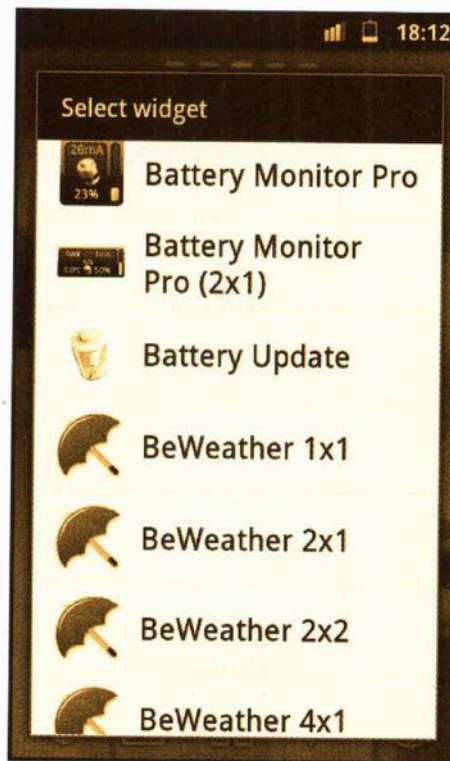 18:12
Select widget
26mA
23%
Battery Monitor Pro
Battery Monitor
Pro (2x1)
50%
Battery Update
BeWeather 1x1
BeWeather 2x1
BeWeather 2x2
BeWeather 4x1